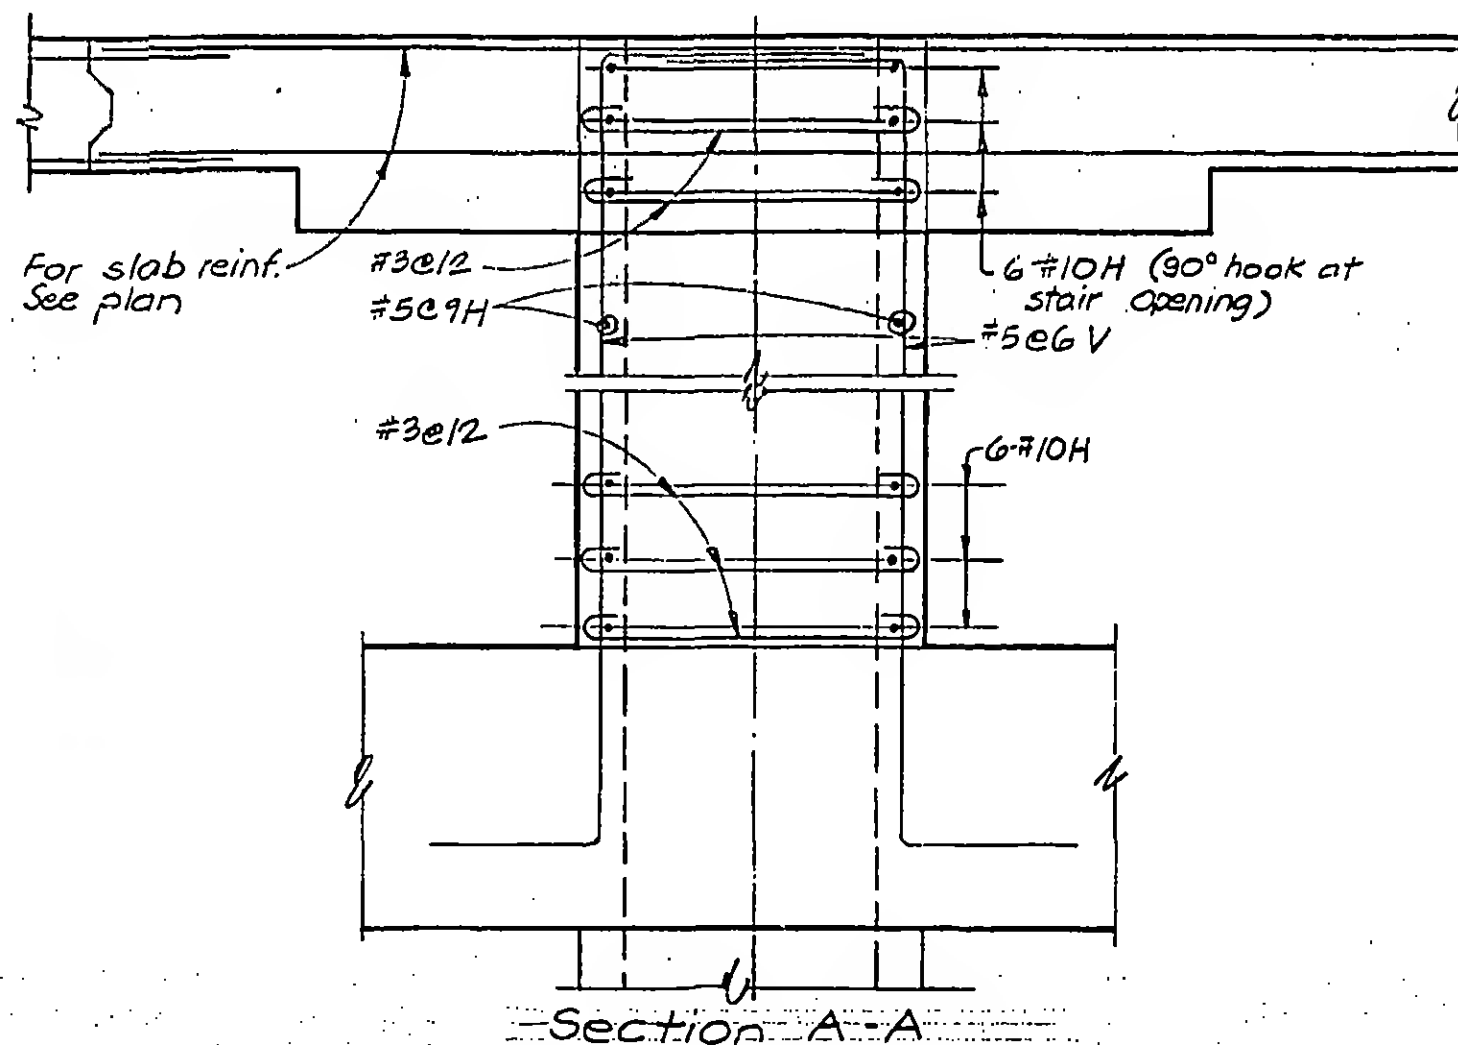 For slab reinf.
See plan
#3@12
#5@9H
6-#10H (90° hook at
stair opening)
#5@6 V
#3@12
6-#10H
Section A-A